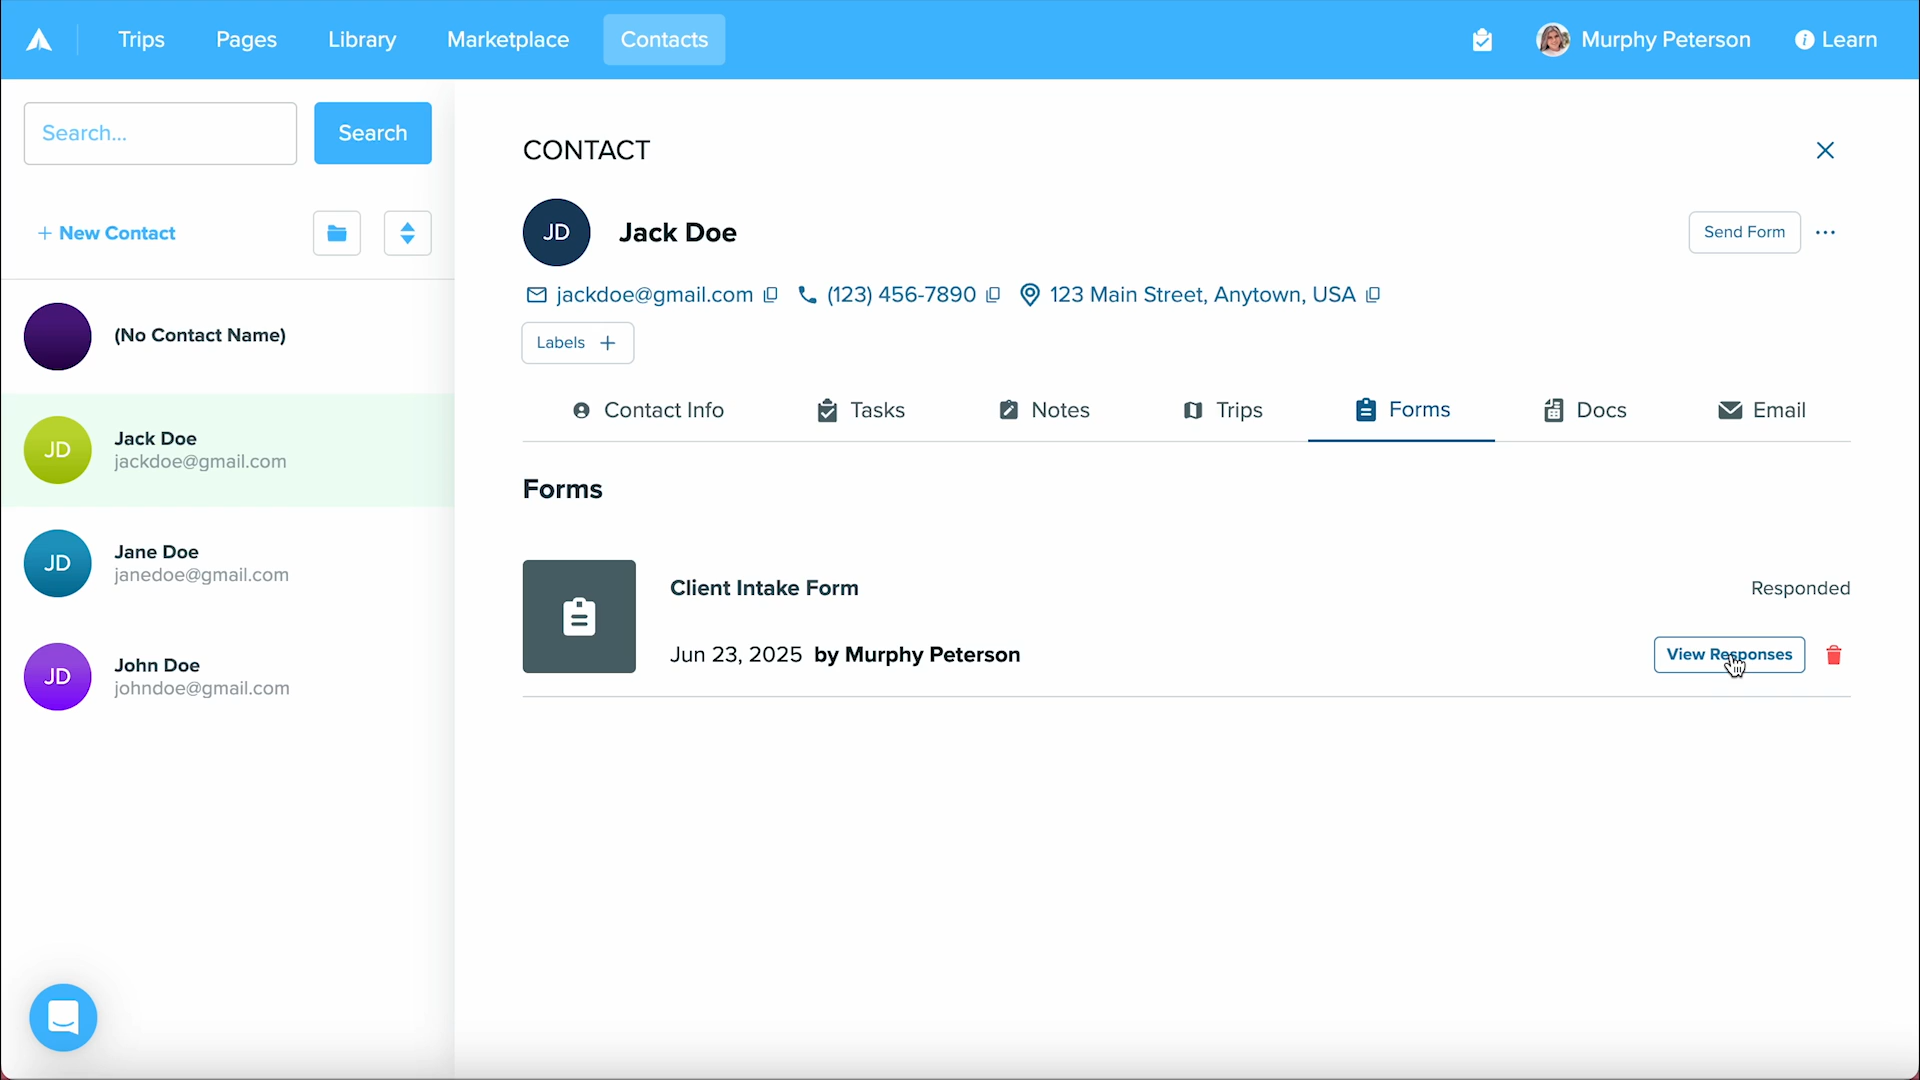 Trips Pages Library Marketplace Contacts Murphy Peterson Learn
Search... Search
+ New Contact
(No Contact Name)
JD Jack Doe
jackdoe@gmail.com
JD Jane Doe
janedoe@gmail.com
JD John Doe
johndoe@gmail.com
CONTACT
JD Jack Doe Send Form
jackdoe@gmail.com (123) 456-7890 123 Main Street, Anytown, USA
Labels +
Contact Info Tasks Notes Trips Forms Docs Email
Forms
Client Intake Form Responded
Jun 23, 2025 by Murphy Peterson View Responses